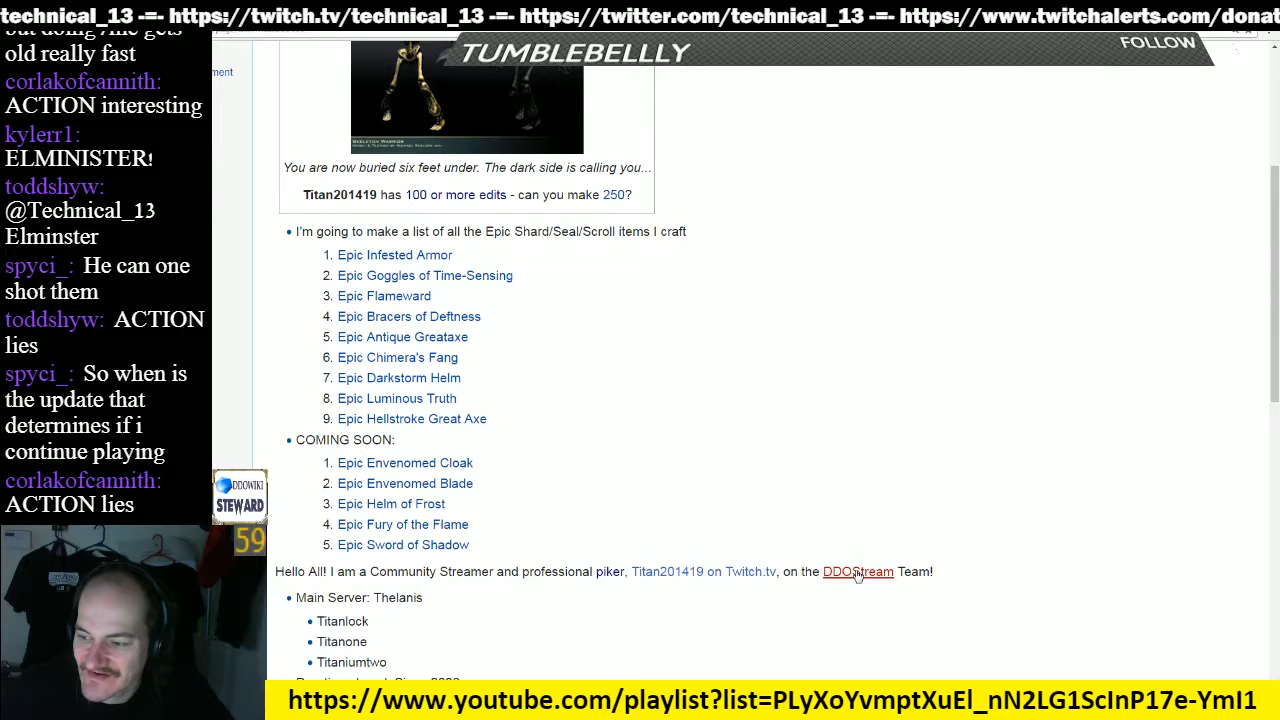 technical_13 -=- https://twitch.tv/technical_13 -=- https://twitter.com/technical_13 -=- https://www.twitchalerts.com/donat
but doing /me gets
old really fast
corlakofcannith:
ACTION interesting
kylerr1:
ELMINISTER!
toddshyw:
@Technical_13
Elminster
spyci_: He can one
shot them
toddshyw: ACTION
lies
spyci_: So when is
the update that
determines if i
continue playing
corlakofcannith:
ACTION lies
TUMBLEBELLLY
FOLLOW
ment
SKELETON WARRIOR
You are now buried six feet under. The dark side is calling you...
Titan201419 has 100 or more edits - can you make 250?
• I'm going to make a list of all the Epic Shard/Seal/Scroll items I craft
1. Epic Infested Armor
2. Epic Goggles of Time-Sensing
3. Epic Flameward
4. Epic Bracers of Deftness
5. Epic Antique Greataxe
6. Epic Chimera's Fang
7. Epic Darkstorm Helm
8. Epic Luminous Truth
9. Epic Hellstroke Great Axe
• COMING SOON:
1. Epic Envenomed Cloak
2. Epic Envenomed Blade
3. Epic Helm of Frost
4. Epic Fury of the Flame
5. Epic Sword of Shadow
Hello All! I am a Community Streamer and professional piker, Titan201419 on Twitch.tv, on the DDOStream Team!
• Main Server: Thelanis
• Titanlock
• Titanone
• Titaniumtwo
DDOWIKI
STEWARD
59
https://www.youtube.com/playlist?list=PLyXoYvmptXuEl_nN2LG1ScInP17e-YmI1